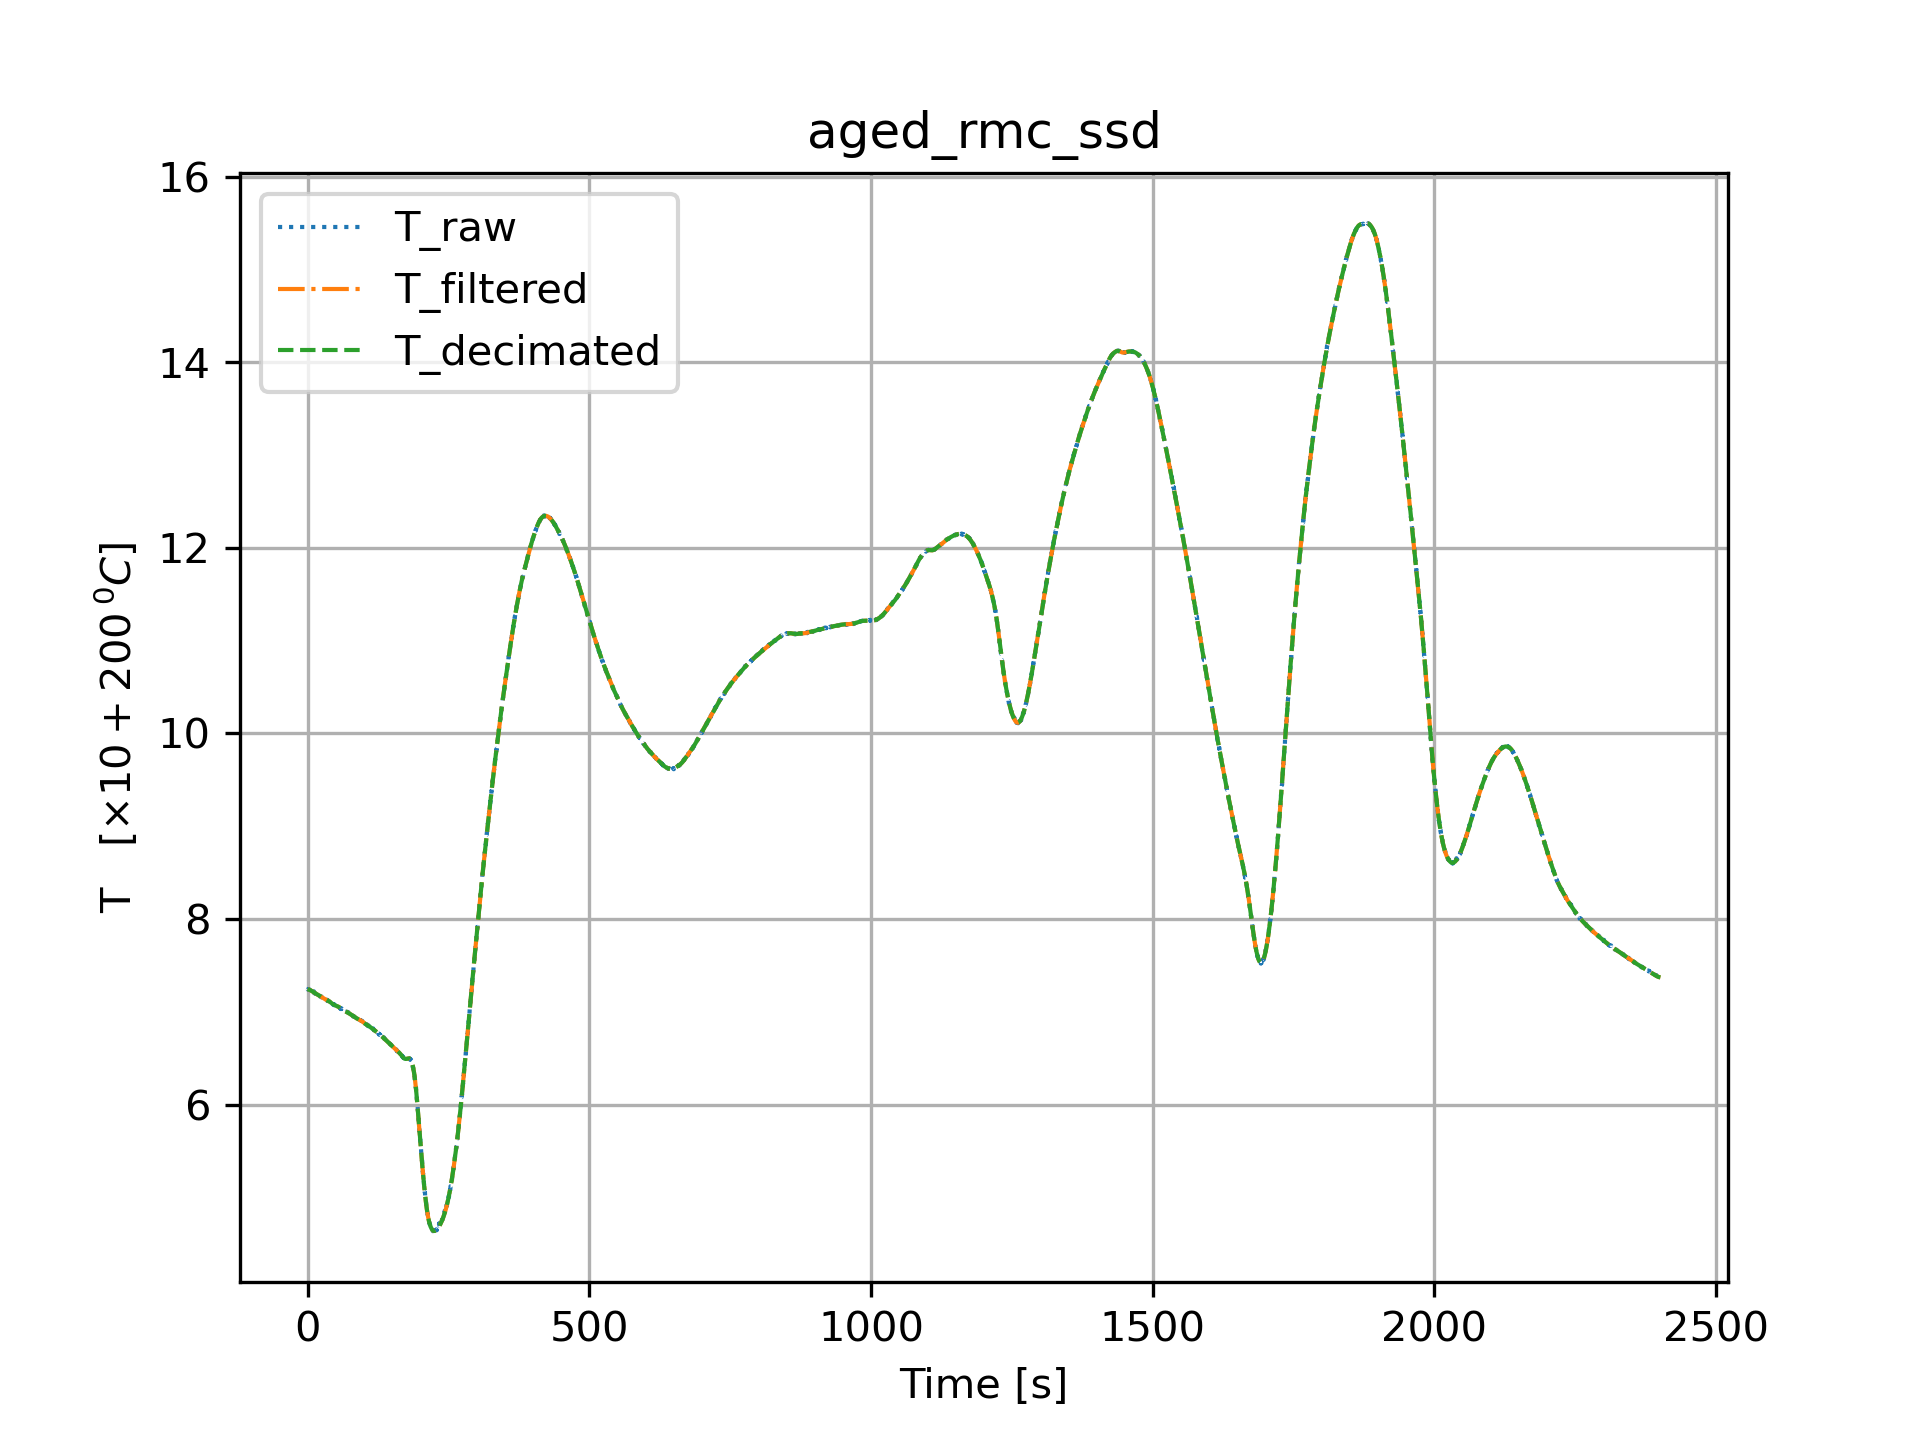 aged_rmc_ssd
T_raw
T_filtered
T_decimated
16
14
12
10
8
6
T [×10 + 200 ⁰C]
0 500 1000 1500 2000 2500
Time [s]